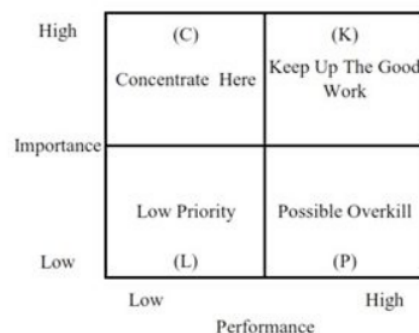 High
(C)
(K)
Concentrate Here
Keep Up The Good
Work
Importance
Low Priority
Possible Overkill
Low
(L)
(P)
Low
High
Performance